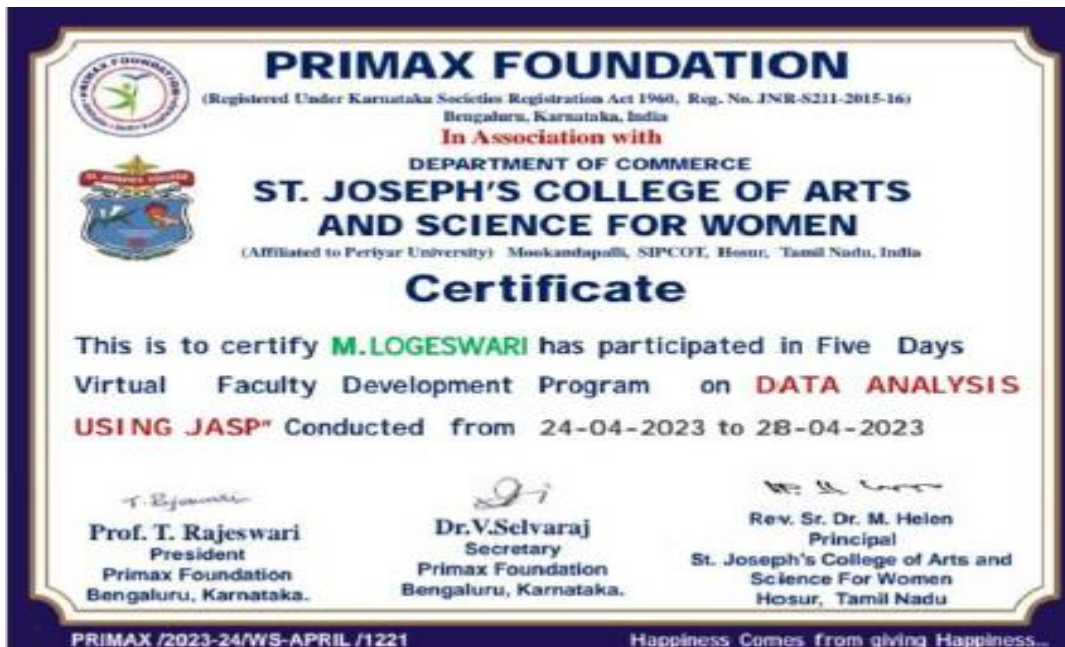 PRIMAX FOUNDATION
(Registered Under Karnataka Societies Registration Act 1960, Reg. No. JNR-S211-2015-16)
Bengaluru, Karnataka, India
In Association with
DEPARTMENT OF COMMERCE
ST. JOSEPH'S COLLEGE
ST. JOSEPH'S COLLEGE OF ARTS
AND SCIENCE FOR WOMEN
(Affiliated to Periyar University) Mookandapalli, SIPCOT, Hosur, Tamil Nadu, India
Certificate
This is to certify M.LOGESWARI has participated in Five Days
Virtual Faculty Development Program on DATA ANALYSIS
USING JASP" Conducted from 24-04-2023 to 28-04-2023
T. Rajeswari
Prof. T. Rajeswari
President
Primax Foundation
Bengaluru, Karnataka.
Dr.V.Selvaraj
Secretary
Primax Foundation
Bengaluru, Karnataka.
Rev. Sr. Dr. M. Helen
Principal
St. Joseph's College of Arts and
Science For Women
Hosur, Tamil Nadu
PRIMAX /2023-24/WS-APRIL /1221
Happiness Comes from giving Happiness...